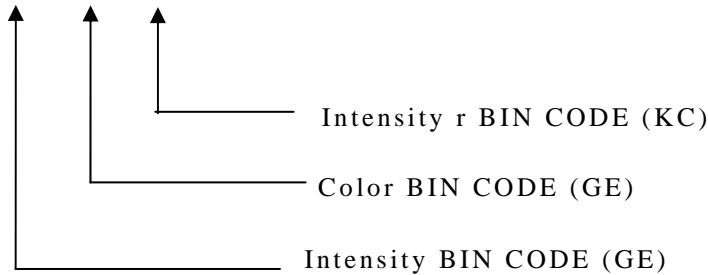 Intensity r BIN CODE (KC)
Color BIN CODE (GE)
Intensity BIN CODE (GE)